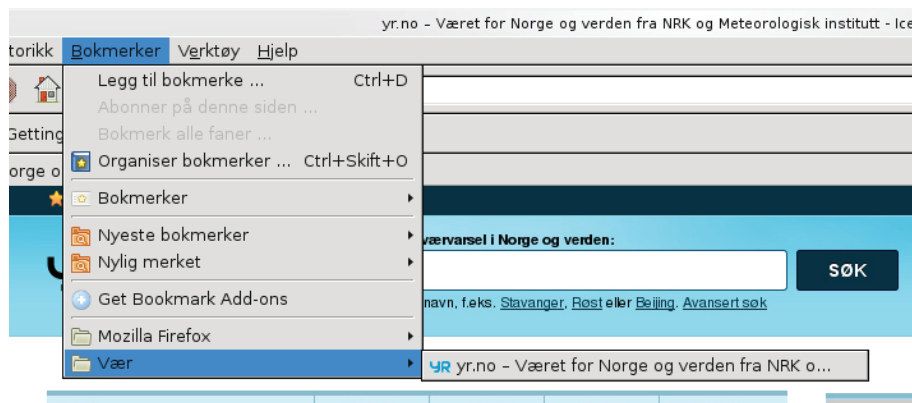 yr.no – Været for Norge og verden fra NRK og Meteorologisk institutt - Ice
torikk Bokmerker Verktøy Hjelp
Legg til bokmerke ... Ctrl+D
Abonner på denne siden ...
Getting
Bokmerk alle faner ...
Organiser bokmerker ... Ctrl+Skift+O
orge o
Bokmerker
Nyeste bokmerker
værvarsel i Norge og verden:
Nylig merket
SØK
Get Bookmark Add-ons
navn, f.eks. Stavanger, Røst eller Beijing. Avansert søk
Mozilla Firefox
Vær
yr yr.no – Været for Norge og verden fra NRK o...